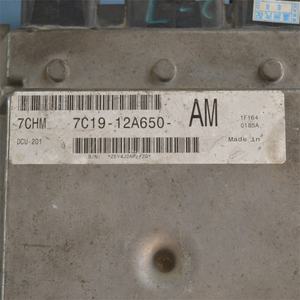 7CHM 7C19-12A650- AM
1F164
DCU-201 0185A
Made in